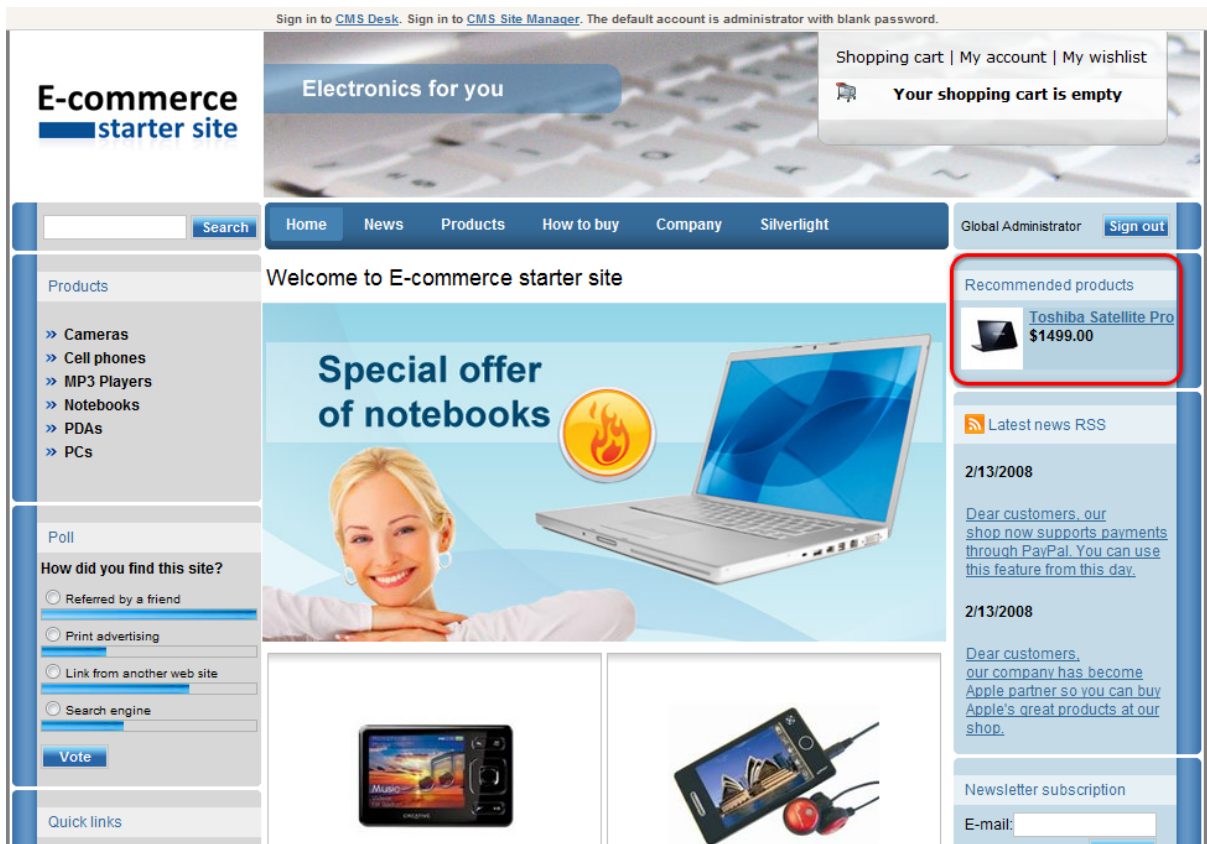 Sign in to CMS Desk. Sign in to CMS Site Manager. The default account is administrator with blank password.
E-commerce
starter site
Electronics for you
Shopping cart | My account | My wishlist
Your shopping cart is empty
Search
Home News Products How to buy Company Silverlight
Global Administrator Sign out
Products
» Cameras
» Cell phones
» MP3 Players
» Notebooks
» PDAs
» PCs
Poll
How did you find this site?
Referred by a friend
Print advertising
Link from another web site
Search engine
Vote
Quick links
Welcome to E-commerce starter site
Special offer
of notebooks
Music
CREATIVE
Recommended products
Toshiba Satellite Pro
$1499.00
Latest news RSS
2/13/2008
Dear customers, our
shop now supports payments
through PayPal. You can use
this feature from this day.
2/13/2008
Dear customers,
our company has become
Apple partner so you can buy
Apple's great products at our
shop.
Newsletter subscription
E-mail: